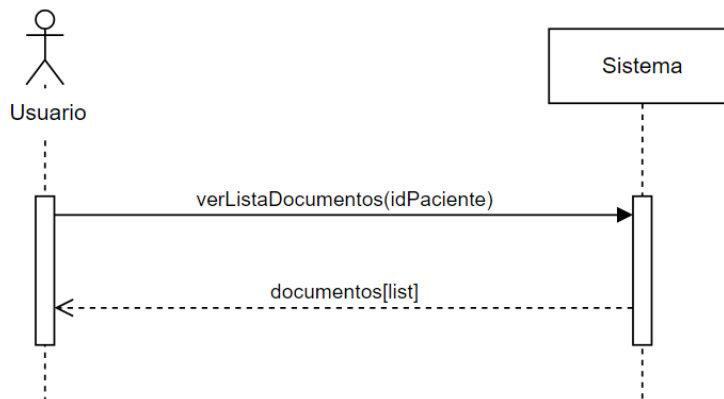 Usuario
Sistema
verListaDocumentos(idPaciente)
documentos[list]